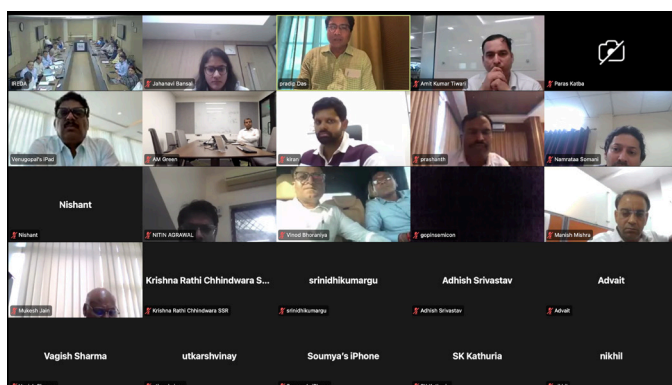 IREDA
Jahanavi Bansal
pradip Das
Amit Kumar Tiwari
Paras Kotba
Venugopal's iPad
AM Green
kiran
prashanth
Namrataa Somani
Nishant
Nishant
NITIN AGRAWAL
Vinod Bhoraniya
gopinsemicon
Manish Mishra
Mukesh Jain
Krishna Rathi Chhindwara S...
Krishna Rathi Chhindwara SSR
srinidhikumargu
srinidhikumargu
Adhish Srivastav
Adhish Srivastav
Advait
Advait
Vagish Sharma
utkarshvinay
Soumya's iPhone
SK Kathuria
nikhil